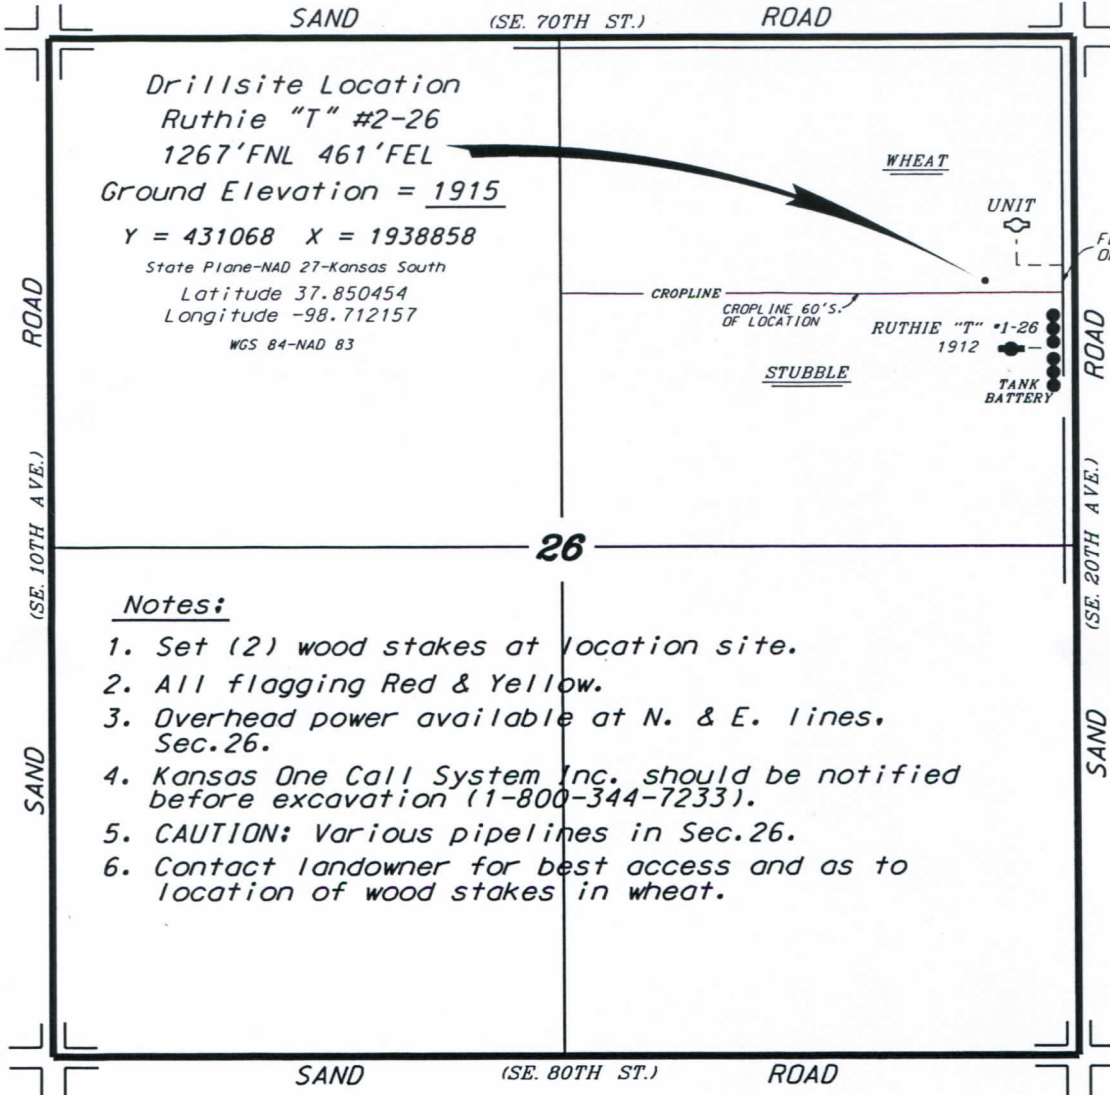 SAND (SE. 70TH ST.) ROAD
Drillsite Location
Ruthie "T" #2-26
1267'FNL 461'FEL
Ground Elevation = 1915
Y = 431068 X = 1938858
State Plane-NAD 27-Kansas South
Latitude 37.850454
Longitude -98.712157
WGS 84-NAD 83
WHEAT
UNIT
CROPLINE
CROPLINE 60'S.
OF LOCATION
RUTHIE "T" #1-26
1912
STUBBLE
TANK
BATTERY
ROAD
(SE. 10TH AVE.)
SAND
ROAD
(SE. 20TH AVE.)
SAND
26
Notes:
1. Set (2) wood stakes at location site.
2. All flagging Red & Yellow.
3. Overhead power available at N. & E. lines,
Sec.26.
4. Kansas One Call System Inc. should be notified
before excavation (1-800-344-7233).
5. CAUTION: Various pipelines in Sec.26.
6. Contact landowner for best access and as to
location of wood stakes in wheat.
SAND (SE. 80TH ST.) ROAD